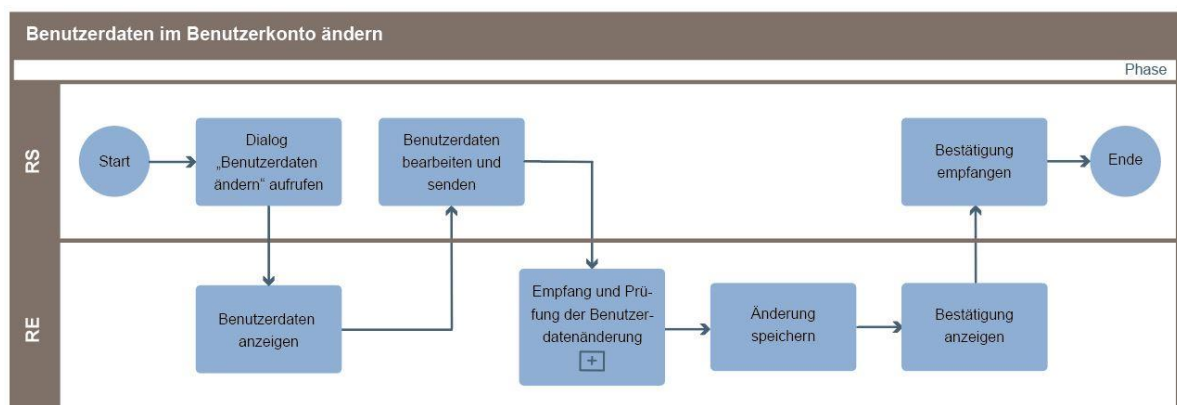 Benutzerdaten im Benutzerkonto ändern
Phase
RS
Start
Dialog
„Benutzerdaten
ändern“ aufrufen
Benutzerdaten
bearbeiten und
senden
Bestätigung
empfangen
Ende
RE
Benutzerdaten
anzeigen
Empfang und Prü-
fung der Benutzer-
datenänderung
+
Änderung
speichern
Bestätigung
anzeigen